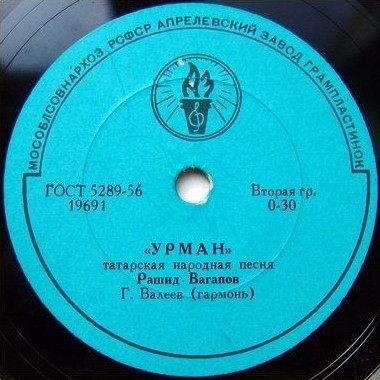 МОСОБЛСОВНАРХОЗ РСФСР АПРЕЛЕВСКИЙ ЗАВОД ГРАМПЛАСТИНОК
АЗ
ГОСТ 5289-56
19691
Вторая гр.
0-30
«УРМАН»
татарская народная песня
Рашид Вагапов
Г. Валеев (гармонь)